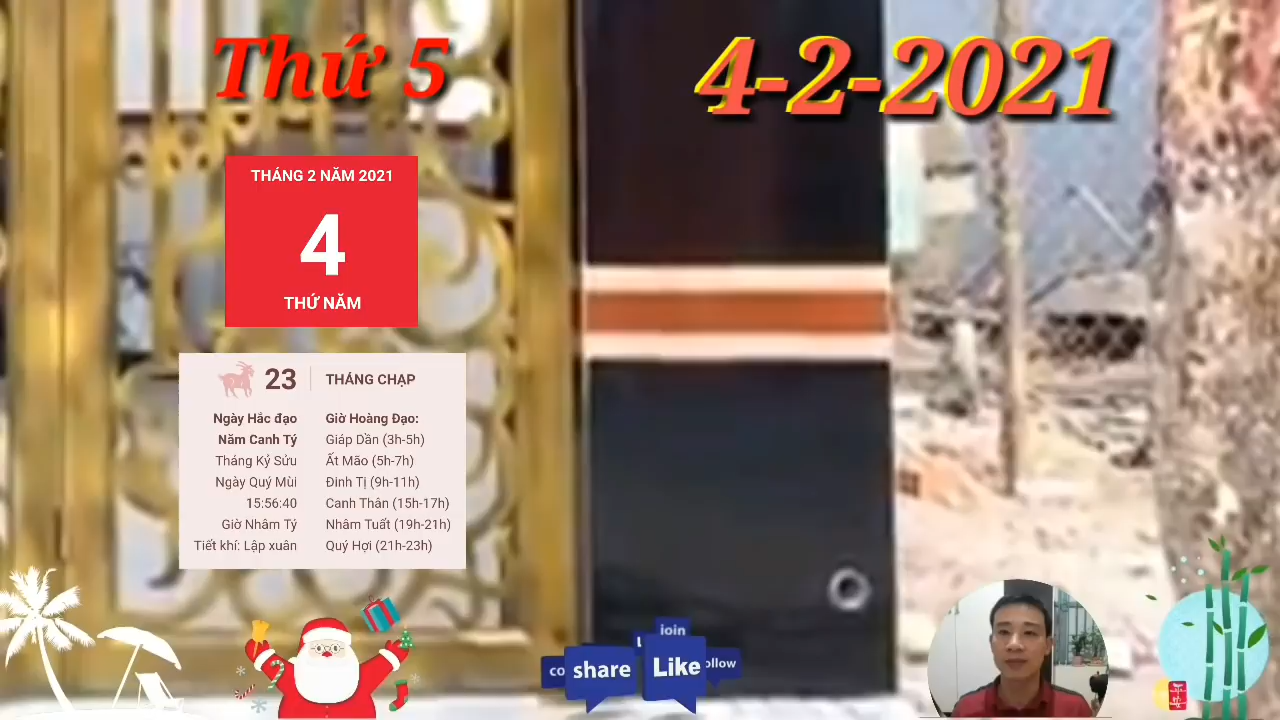 Thứ 5
4-2-2021
THÁNG 2 NĂM 2021
4
THỨ NĂM
23
THÁNG CHẠP
Ngày Hắc đạo
Năm Canh Tý
Tháng Kỷ Sửu
Ngày Quý Mùi
15:56:40
Giờ Nhâm Tý
Tiết khí: Lập xuân
Giờ Hoàng Đạo:
Giáp Dần (3h-5h)
Ất Mão (5h-7h)
Đinh Tị (9h-11h)
Canh Thân (15h-17h)
Nhâm Tuất (19h-21h)
Quý Hợi (21h-23h)
join
co share Like ollow